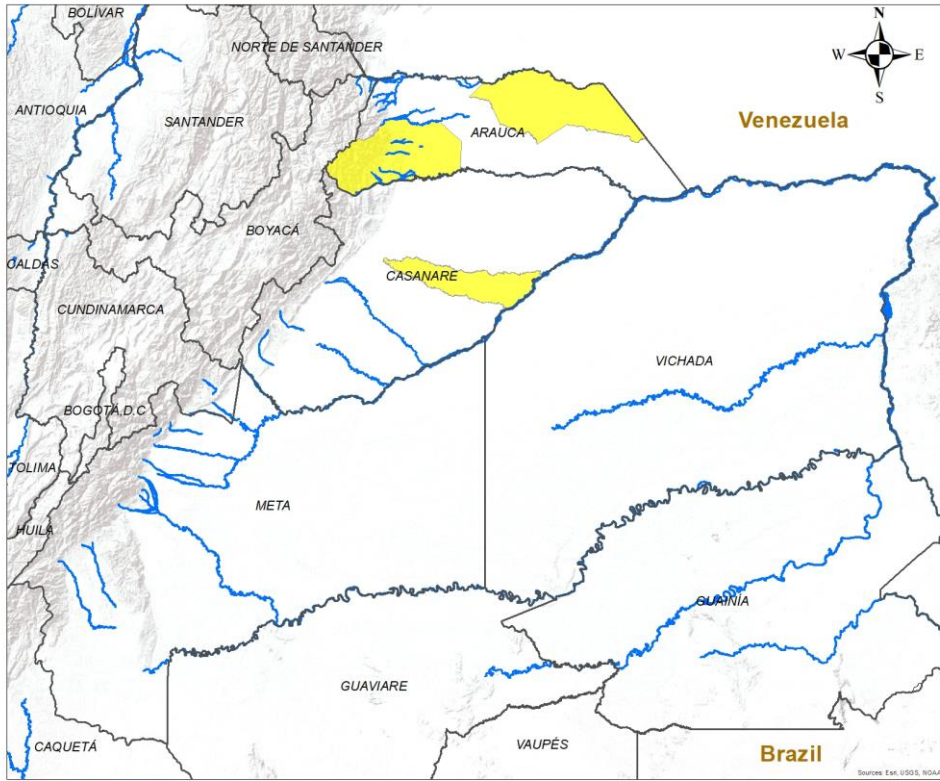 BOLÍVAR
N
NORTE DE SANTANDER
W
E
S
ANTIOQUIA
SANTANDER
Venezuela
ARAUCA
BOYACÁ
CALDAS
CASANARE
CUNDINAMARCA
VICHADA
BOGOTÁ, D.C
TOLIMA
META
HUILA
GUAINÍA
GUAVIARE
CAQUETÁ
VAUPÉS
Brazil
Sources: Esri, USGS, NOAA